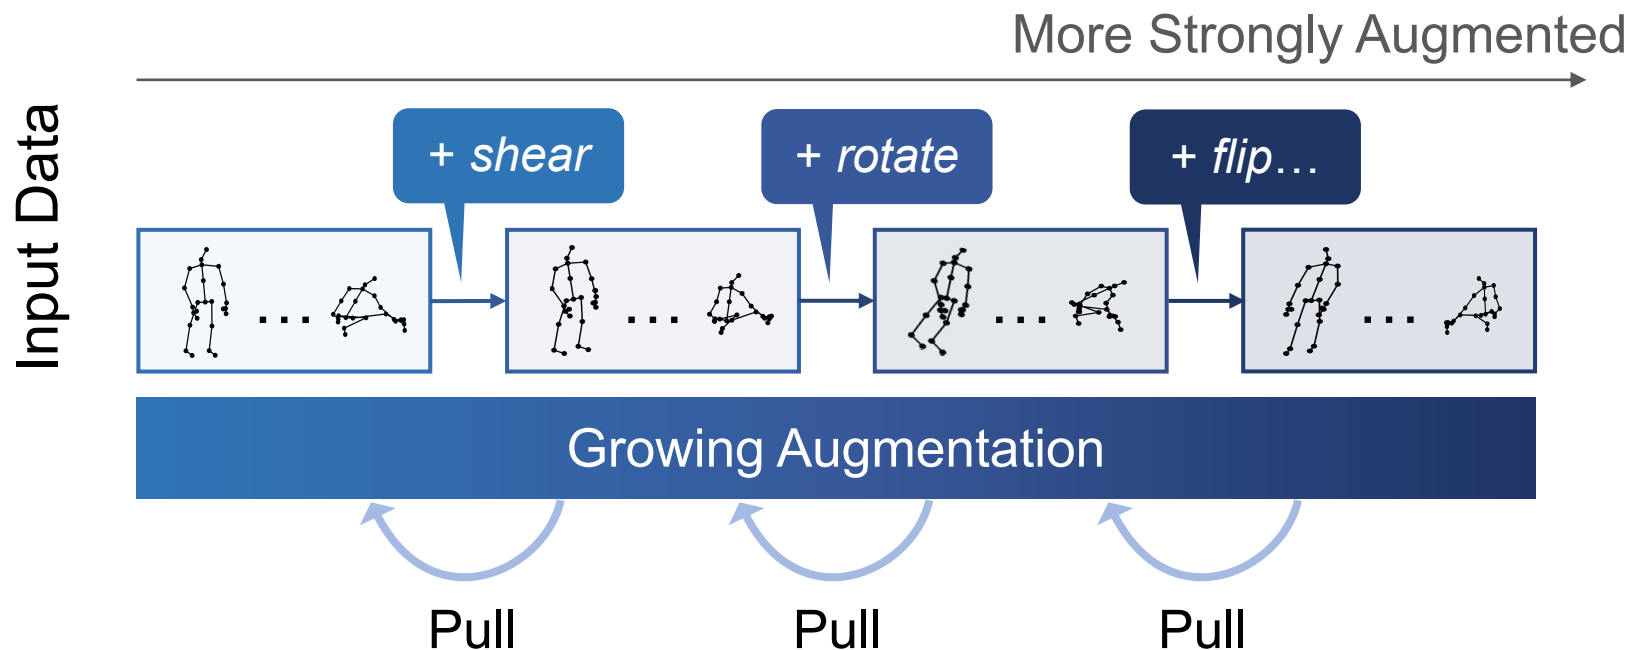 More Strongly Augmented
Input Data
+ shear
+ rotate
+ flip...
...
...
...
...
Growing Augmentation
Pull
Pull
Pull